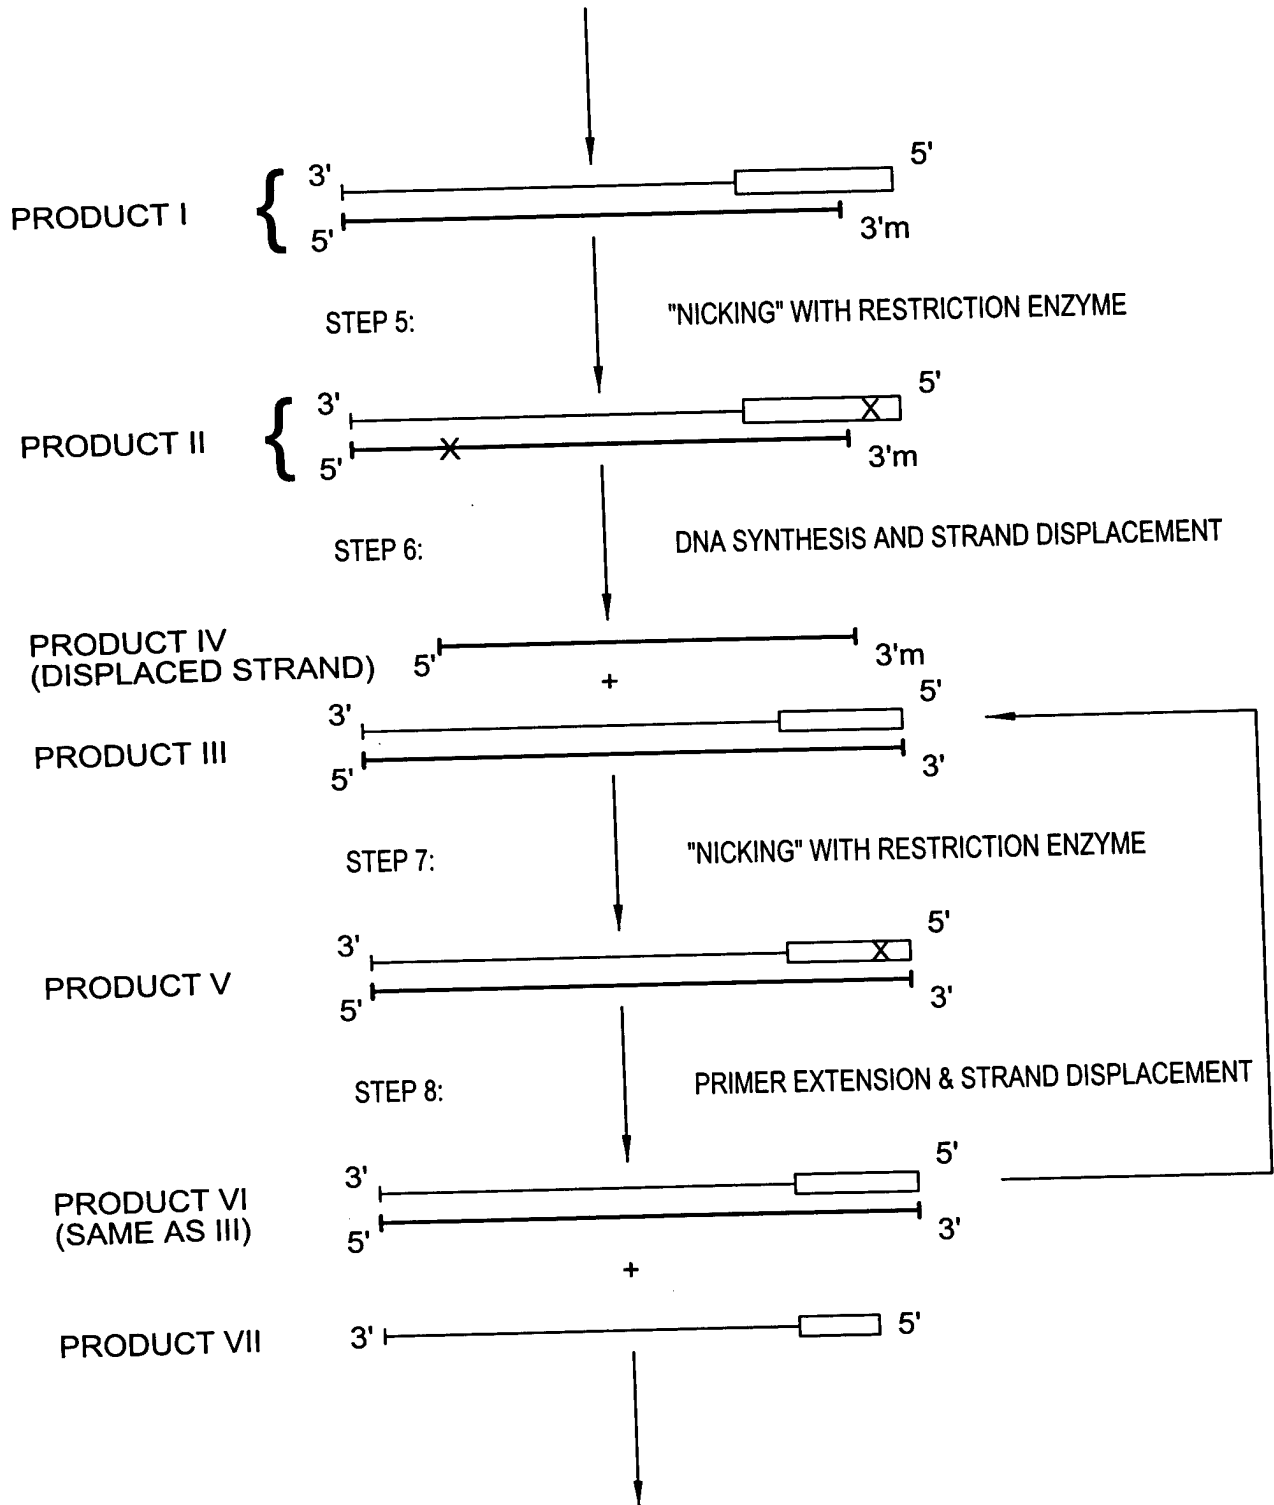 3' 5'
PRODUCT I {
5' 3'm
STEP 5: "NICKING" WITH RESTRICTION ENZYME
3' X 5'
PRODUCT II {
5' X 3'm
STEP 6: DNA SYNTHESIS AND STRAND DISPLACEMENT
PRODUCT IV
(DISPLACED STRAND) 5' 3'm
+
3' 5'
PRODUCT III
5' 3'
STEP 7: "NICKING" WITH RESTRICTION ENZYME
3' X 5'
PRODUCT V
5' 3'
STEP 8: PRIMER EXTENSION & STRAND DISPLACEMENT
3' 5'
PRODUCT VI
(SAME AS III)
5' 3'
+
PRODUCT VII 3' 5'